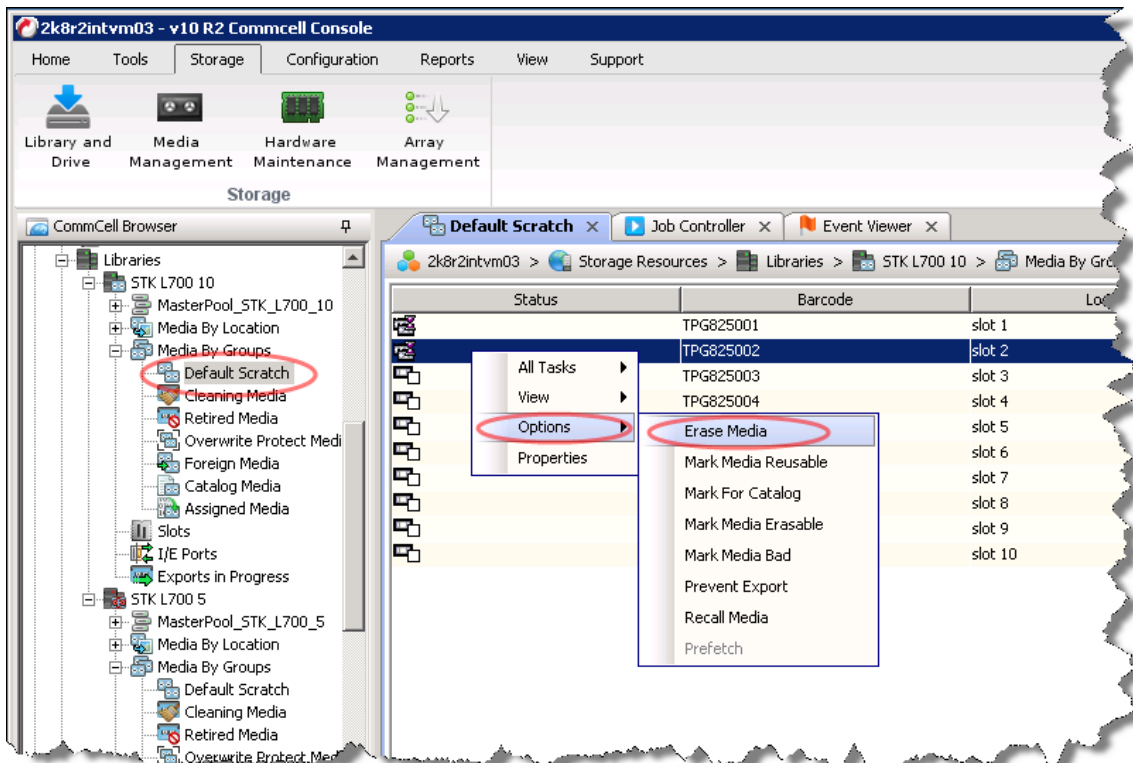 2k8r2intvm03 - v10 R2 Commcell Console
Home Tools Storage Configuration Reports View Support
Library and Drive
Media Management
Hardware Maintenance
Array Management
Storage
CommCell Browser
Libraries
STK L700 10
MasterPool_STK_L700_10
Media By Location
Media By Groups
Default Scratch
Cleaning Media
Retired Media
Overwrite Protect Medi
Foreign Media
Catalog Media
Assigned Media
Slots
I/E Ports
Exports in Progress
STK L700 5
MasterPool_STK_L700_5
Media By Location
Media By Groups
Default Scratch
Cleaning Media
Retired Media
Overwrite Protect Med
Default Scratch Job Controller Event Viewer
2k8r2intvm03 > Storage Resources > Libraries > STK L700 10 > Media By Gro
Status Barcode Loc
TPG825001 slot 1
TPG825002 slot 2
TPG825003 slot 3
TPG825004 slot 4
slot 5
slot 6
slot 7
slot 8
slot 9
slot 10
All Tasks
View
Options
Properties
Erase Media
Mark Media Reusable
Mark For Catalog
Mark Media Erasable
Mark Media Bad
Prevent Export
Recall Media
Prefetch